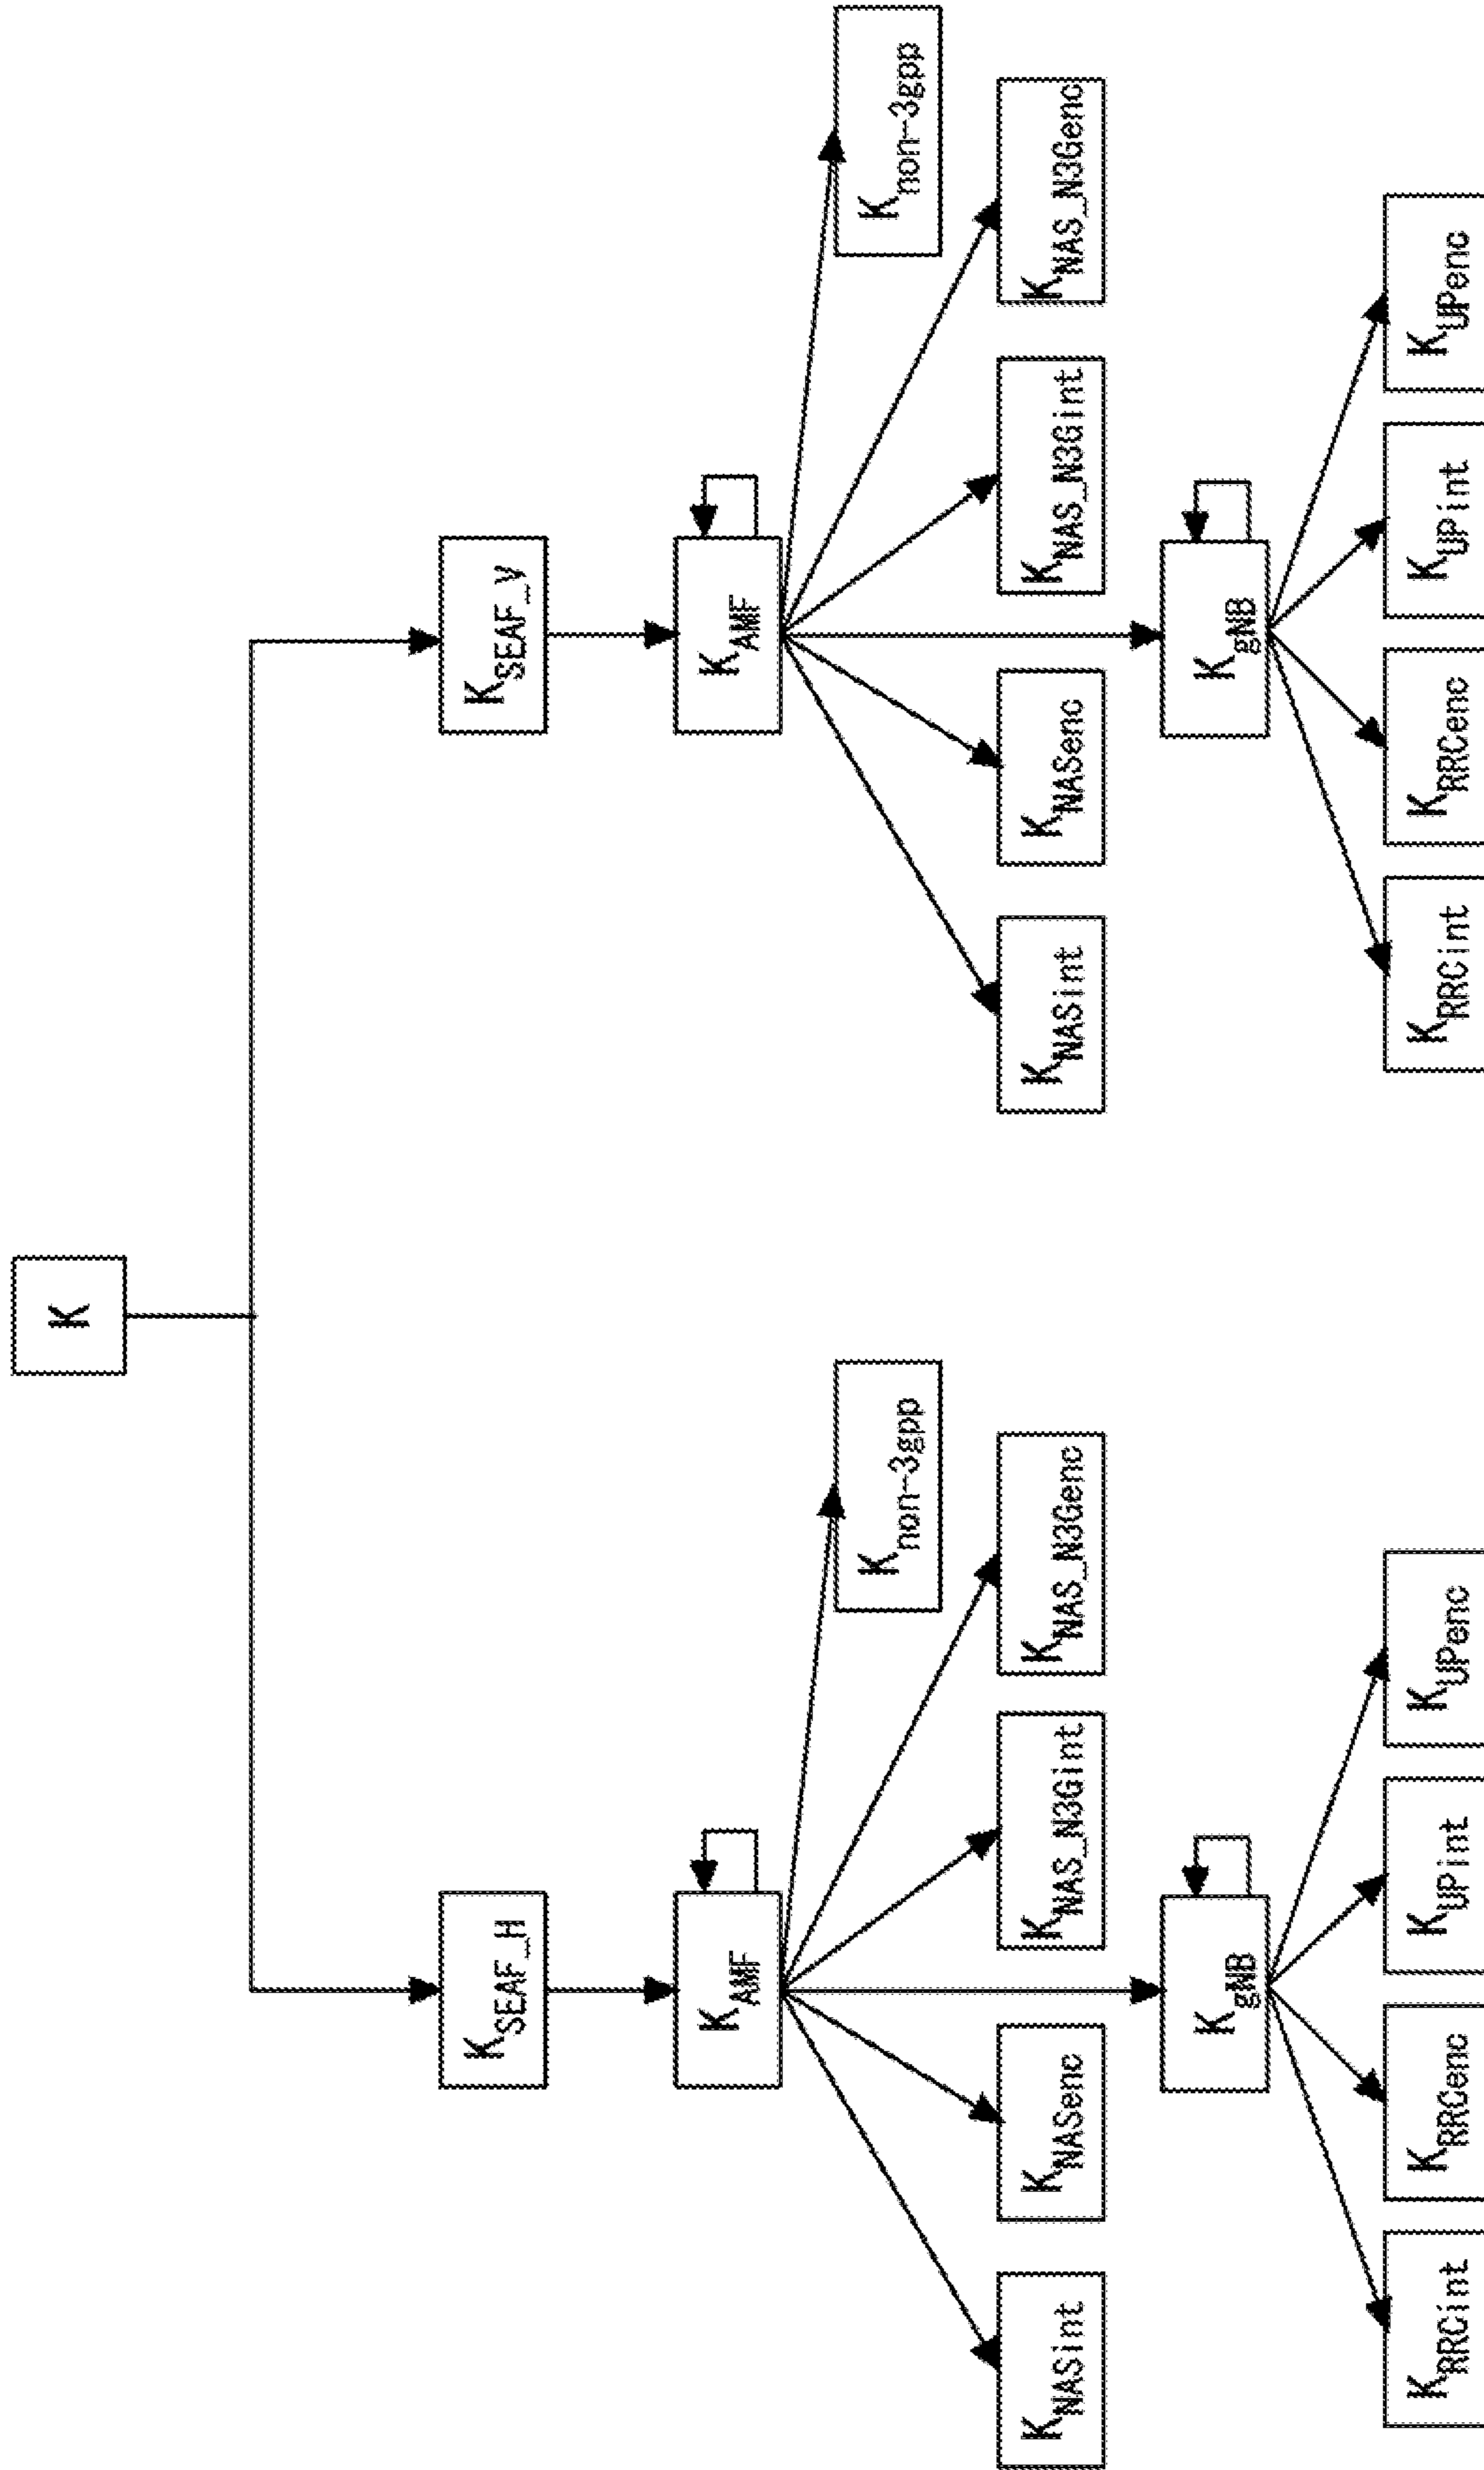 K
K_SEAF_H
K_SEAF_V
K_AMF
K_AMF
K_non-3gpp
K_non-3gpp
K_NASint
K_NASenc
K_NAS_N3Gint
K_NAS_N3Genc
K_NASint
K_NASenc
K_NAS_N3Gint
K_NAS_N3Genc
K_gNB
K_gNB
K_RRCint
K_RRCenc
K_UPint
K_UPenc
K_RRCint
K_RRCenc
K_UPint
K_UPenc